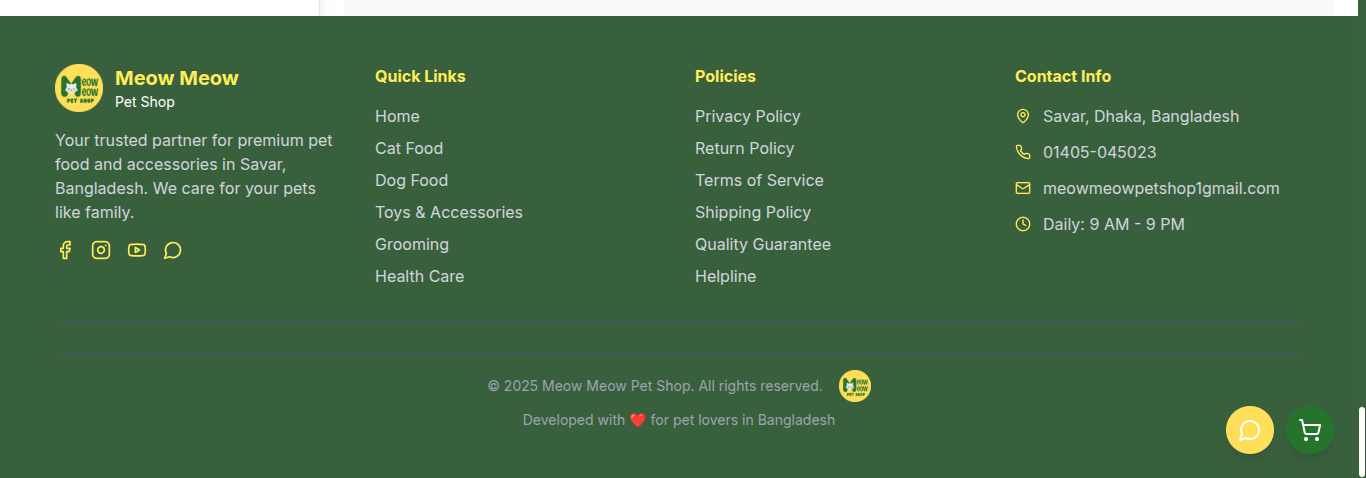 Meow Meow
Pet Shop
Your trusted partner for premium pet
food and accessories in Savar,
Bangladesh. We care for your pets
like family.
Quick Links
Home
Cat Food
Dog Food
Toys & Accessories
Grooming
Health Care
Policies
Privacy Policy
Return Policy
Terms of Service
Shipping Policy
Quality Guarantee
Helpline
Contact Info
Savar, Dhaka, Bangladesh
01405-045023
meowmeowpetshop1gmail.com
Daily: 9 AM - 9 PM
© 2025 Meow Meow Pet Shop. All rights reserved.
Developed with ❤️ for pet lovers in Bangladesh